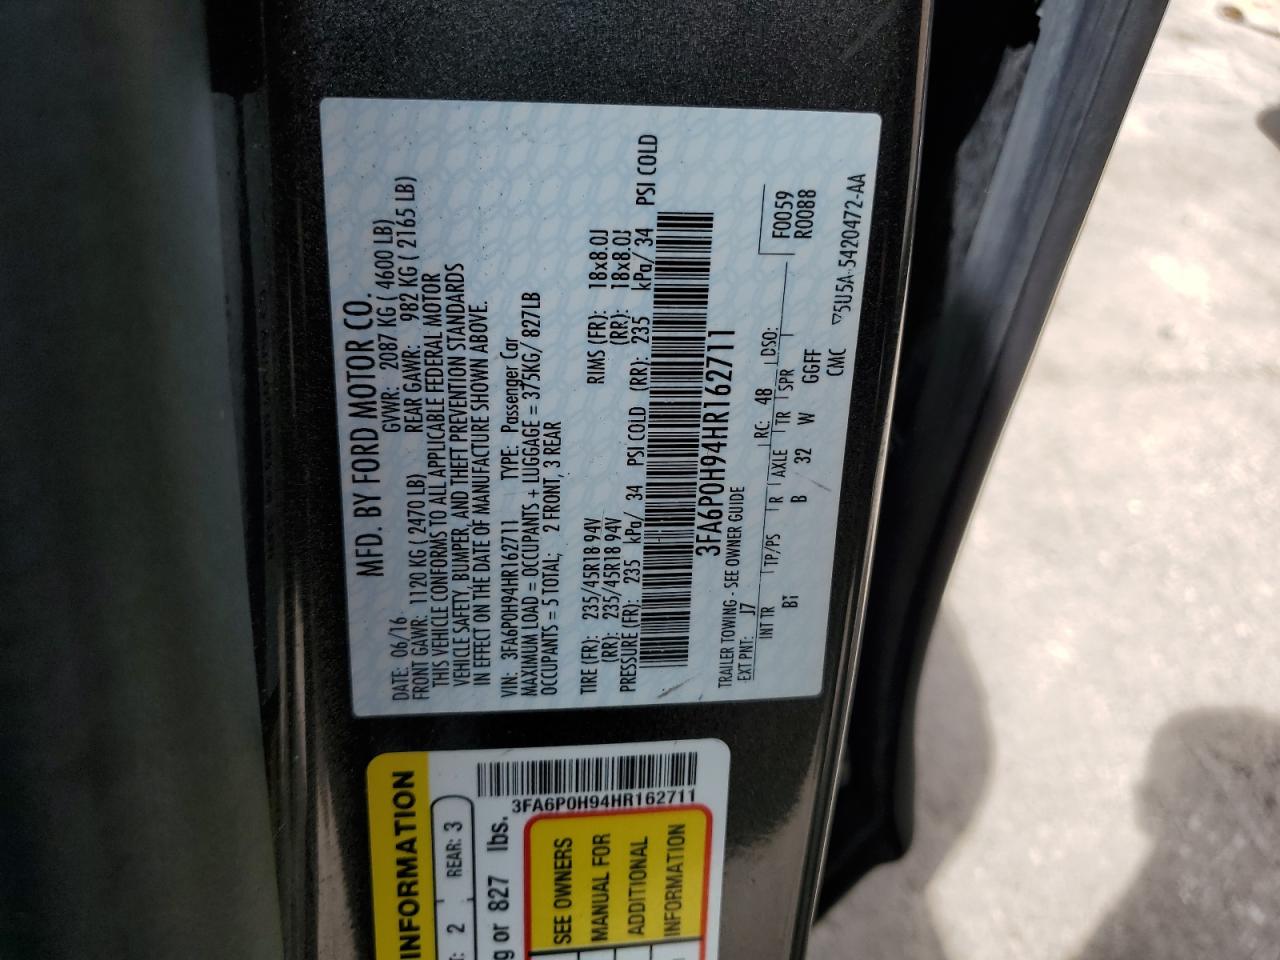 MFD. BY FORD MOTOR CO.
DATE: 06/16 GVWR: 2087 KG ( 4600 LB)
FRONT GAWR: 1120 KG ( 2470 LB) REAR GAWR: 982 KG ( 2165 LB)
THIS VEHICLE CONFORMS TO ALL APPLICABLE FEDERAL MOTOR
VEHICLE SAFETY, BUMPER, AND THEFT PREVENTION STANDARDS
IN EFFECT ON THE DATE OF MANUFACTURE SHOWN ABOVE.
VIN: 3FA6P0H94HR162711 TYPE: Passenger Car
MAXIMUM LOAD = OCCUPANTS + LUGGAGE = 375KG/ 827LB
OCCUPANTS = 5 TOTAL; 2 FRONT, 3 REAR
TIRE (FR): 235/45R18 94V RIMS (FR): 18x8.0J
(RR): 235/45R18 94V (RR): 18x8.0J
PRESSURE (FR): 235 kPa/ 34 PSI COLD (RR): 235 kPa/ 34 PSI COLD
3FA6P0H94HR162711
TRAILER TOWING - SEE OWNER GUIDE
EXT PNT: J7 RC: 48 DSO: F0059
R0088
INT TR TP/PS R AXLE TR SPR
BT B 32 W GGFF
CMC ▽5U5A-5420472-AA
INFORMATION
2 REAR: 3
3FA6P0H94HR162711
g or 827 lbs.
SEE OWNERS
MANUAL FOR
ADDITIONAL
INFORMATION